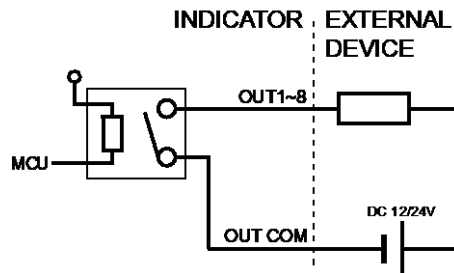 INDICATOR
EXTERNAL
DEVICE
OUT1~8
MCU
DC 12/24V
OUT COM